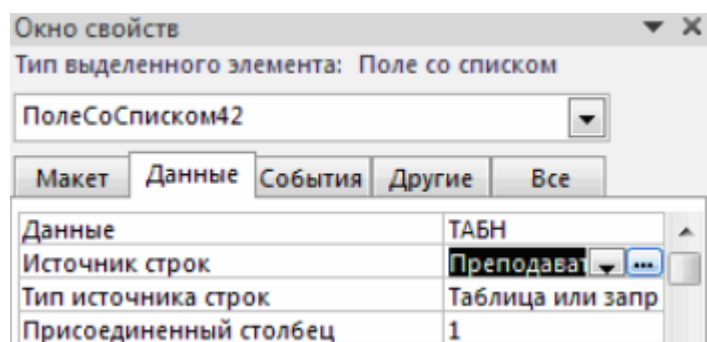 Окно свойств
Тип выделенного элемента: Поле со списком
ПолеСоСписком42
Макет Данные События Другие Все
Данные ТАБН
Источник строк Преподават ...
Тип источника строк Таблица или запр
Присоединенный столбец 1